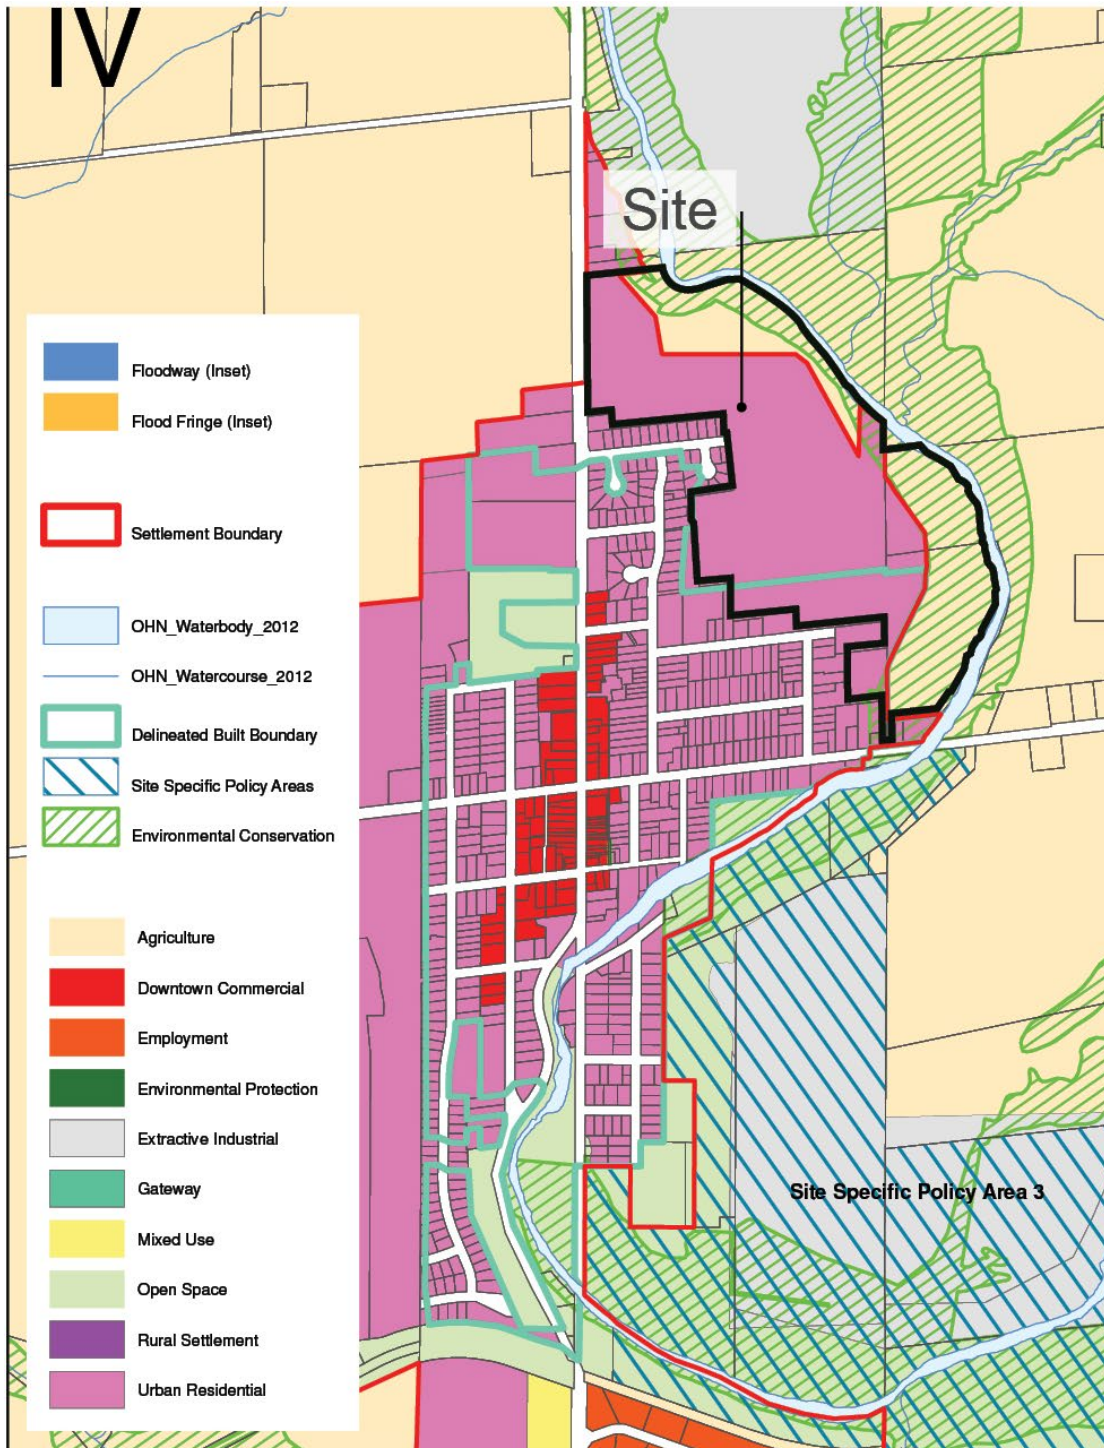 IV
Site
Floodway (Inset)
Flood Fringe (Inset)
Settlement Boundary
OHN_Waterbody_2012
OHN_Watercourse_2012
Delineated Built Boundary
Site Specific Policy Areas
Environmental Conservation
Agriculture
Downtown Commercial
Employment
Environmental Protection
Extractive Industrial
Gateway
Mixed Use
Open Space
Rural Settlement
Urban Residential
Site Specific Policy Area 3